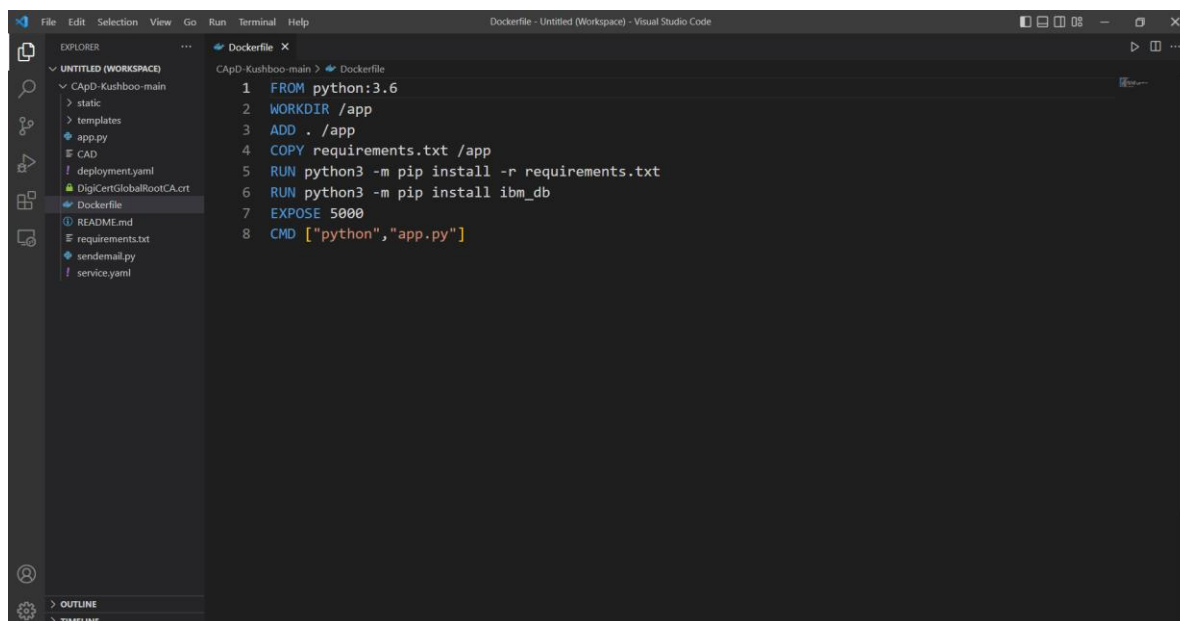 File Edit Selection View Go Run Terminal Help
Dockerfile - Untitled (Workspace) - Visual Studio Code
EXPLORER
UNTITLED (WORKSPACE)
CApD-Kushboo-main
static
templates
app.py
CAD
deployment.yaml
DigiCertGlobalRootCA.crt
Dockerfile
README.md
requirements.txt
sendemail.py
service.yaml
OUTLINE
TIMELINE
Dockerfile
CApD-Kushboo-main > Dockerfile
1 FROM python:3.6
2 WORKDIR /app
3 ADD . /app
4 COPY requirements.txt /app
5 RUN python3 -m pip install -r requirements.txt
6 RUN python3 -m pip install ibm_db
7 EXPOSE 5000
8 CMD ["python","app.py"]